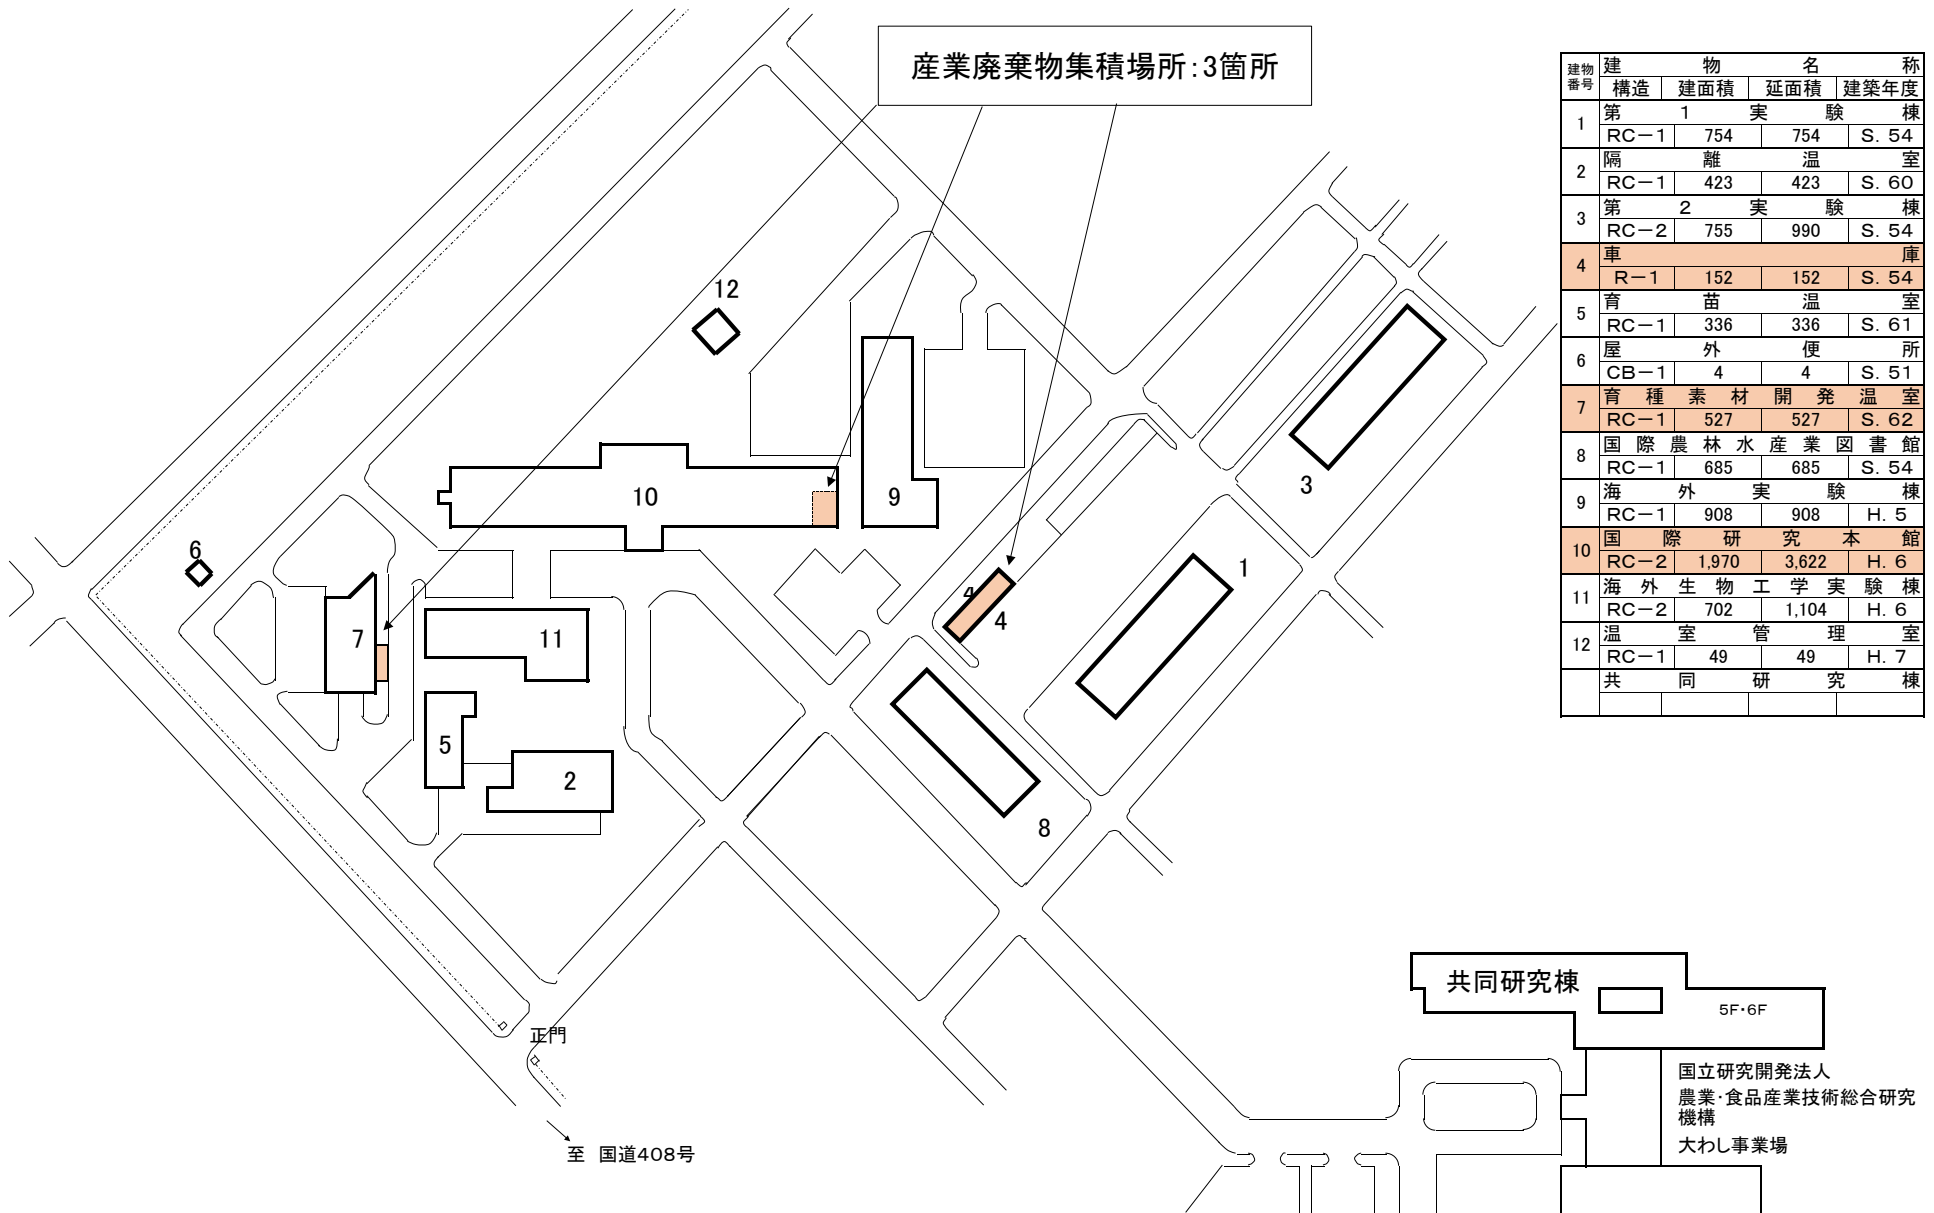 産業廃棄物集積場所:3箇所
建物番号 建物名称
構造 建面積 延面積 建築年度
1 第1実験棟
RC-1 754 754 S. 54
2 隔離温室
RC-1 423 423 S. 60
3 第2実験棟
RC-2 755 990 S. 54
4 車庫
R-1 152 152 S. 54
5 育苗温室
RC-1 336 336 S. 61
6 屋外便所
CB-1 4 4 S. 51
7 育種素材開発温室
RC-1 527 527 S. 62
8 国際農林水産業図書館
RC-1 685 685 S. 54
9 海外実験棟
RC-1 908 908 H. 5
10 国際研究本館
RC-2 1,970 3,622 H. 6
11 海外生物工学実験棟
RC-2 702 1,104 H. 6
12 温室管理室
RC-1 49 49 H. 7
共同研究棟
12
10
9
3
6
1
4
4
7
11
5
2
8
正門
至 国道408号
共同研究棟
5F・6F
国立研究開発法人
農業・食品産業技術総合研究
機構
大わし事業場